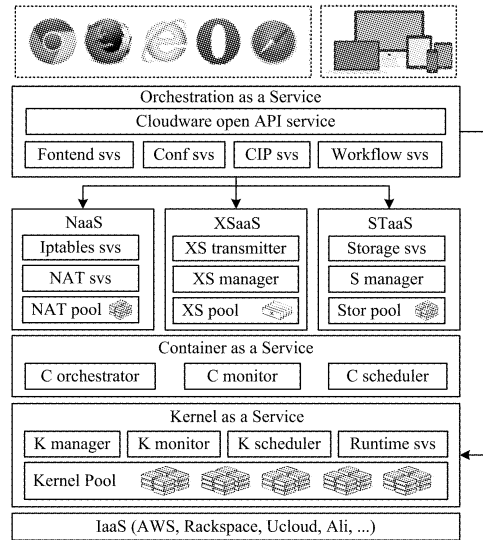 Orchestration as a Service
Cloudware open API service
Fontend svs Conf svs CIP svs Workflow svs
NaaS XSaaS STaaS
Iptables svs XS transmitter Storage svs
NAT svs XS manager S manager
NAT pool XS pool Stor pool
Container as a Service
C orchestrator C monitor C scheduler
Kernel as a Service
K manager K monitor K scheduler Runtime svs
Kernel Pool
IaaS (AWS, Rackspace, Ucloud, Ali, ...)